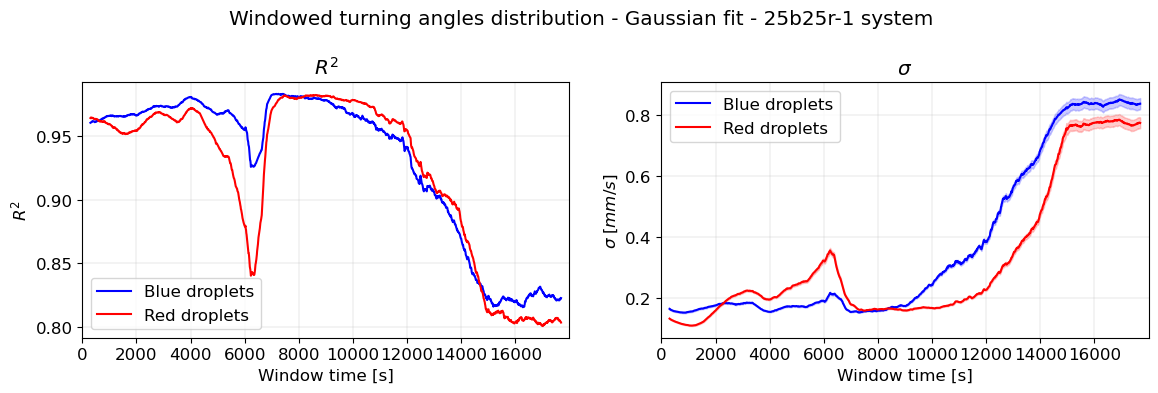 Windowed turning angles distribution - Gaussian fit - 25b25r-1 system
R²
R²
0.95
0.90
0.85
0.80
Blue droplets
Red droplets
0 2000 4000 6000 8000 10000 12000 14000 16000
Window time [s]
σ
σ [mm/s]
0.8
0.6
0.4
0.2
Blue droplets
Red droplets
0 2000 4000 6000 8000 10000 12000 14000 16000
Window time [s]